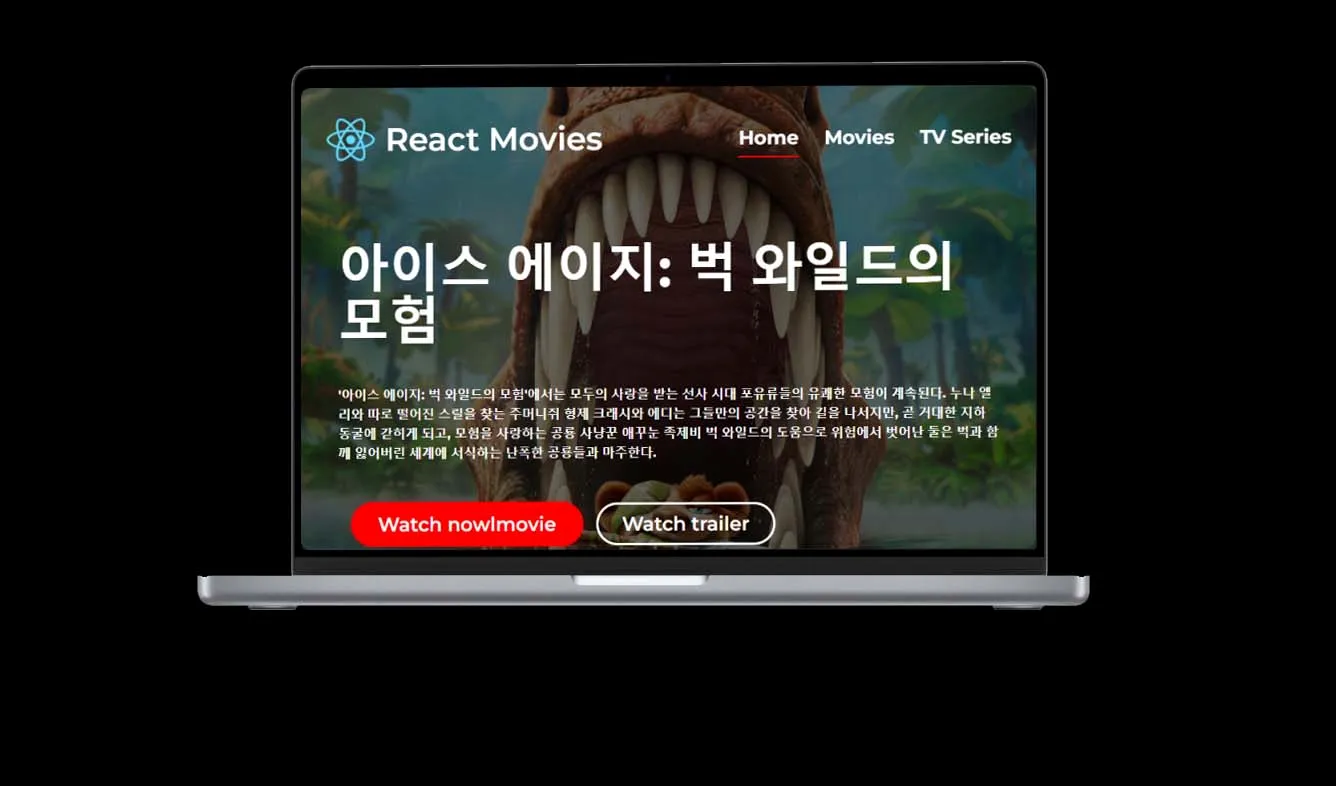 React Movies
Home
Movies
TV Series
아이스 에이지: 벅 와일드의
모험
'아이스 에이지: 벅 와일드의 모험'에서는 모두의 사랑을 받는 선사 시대 포유류들의 유쾌한 모험이 계속된다. 누나 엘
리와 따로 떨어진 스릴을 찾는 주머니쥐 형제 크래시와 에디는 그들만의 공간을 찾아 길을 나서지만, 곧 거대한 지하
동굴에 갇히게 되고, 모험을 사랑하는 공룡 사냥꾼 애꾸눈 족제비 벅 와일드의 도움으로 위험에서 벗어난 둘은 벅과 함
께 잃어버린 세계에 서식하는 난폭한 공룡들과 마주한다.
Watch nowlmovie
Watch trailer